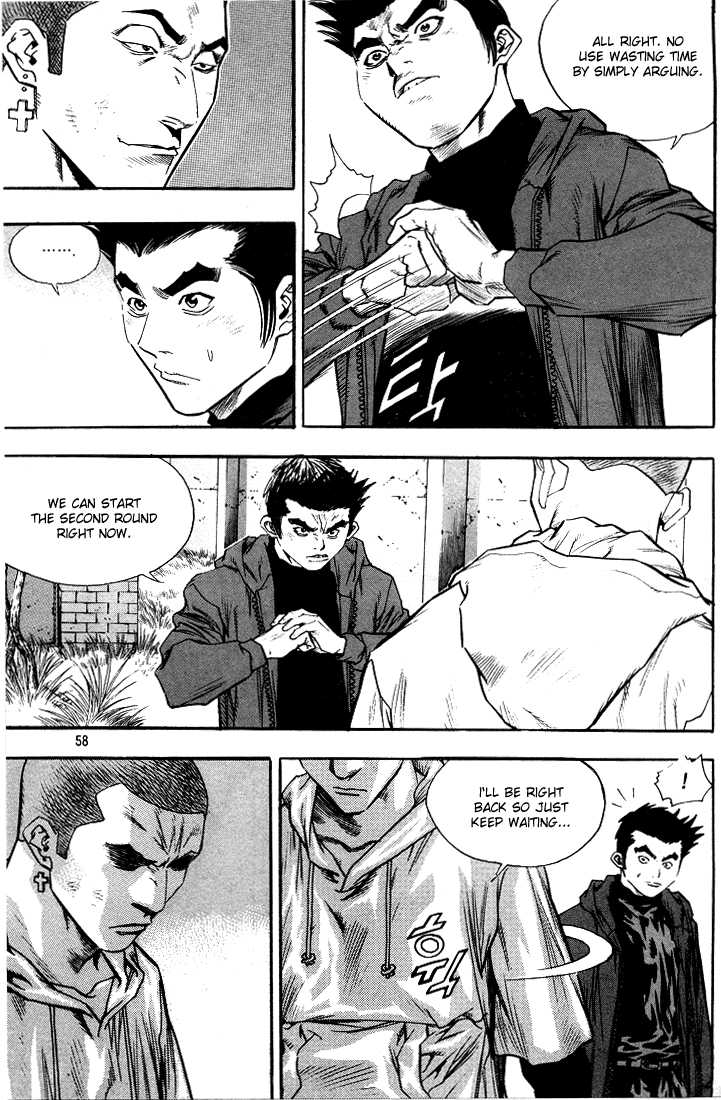 .......
ALL RIGHT. NO
USE WASTING TIME
BY SIMPLY ARGUING.
탁
WE CAN START
THE SECOND ROUND
RIGHT NOW.
58
I'LL BE RIGHT
BACK SO JUST
KEEP WAITING...
휙
!